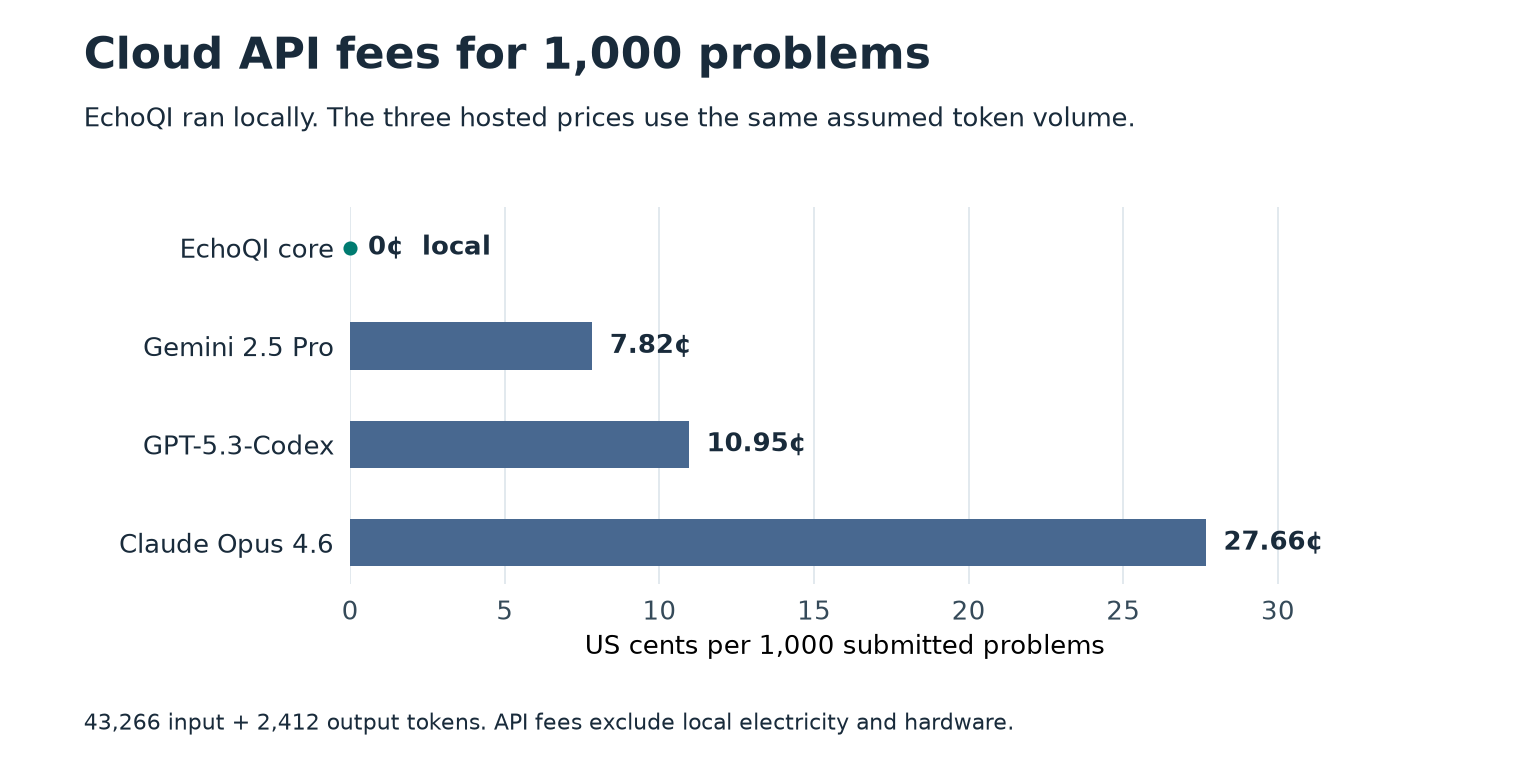 Cloud API fees for 1,000 problems
EchoQI ran locally. The three hosted prices use the same assumed token volume.
EchoQI core 0¢ local
Gemini 2.5 Pro 7.82¢
GPT-5.3-Codex 10.95¢
Claude Opus 4.6 27.66¢
0 5 10 15 20 25 30
US cents per 1,000 submitted problems
43,266 input + 2,412 output tokens. API fees exclude local electricity and hardware.